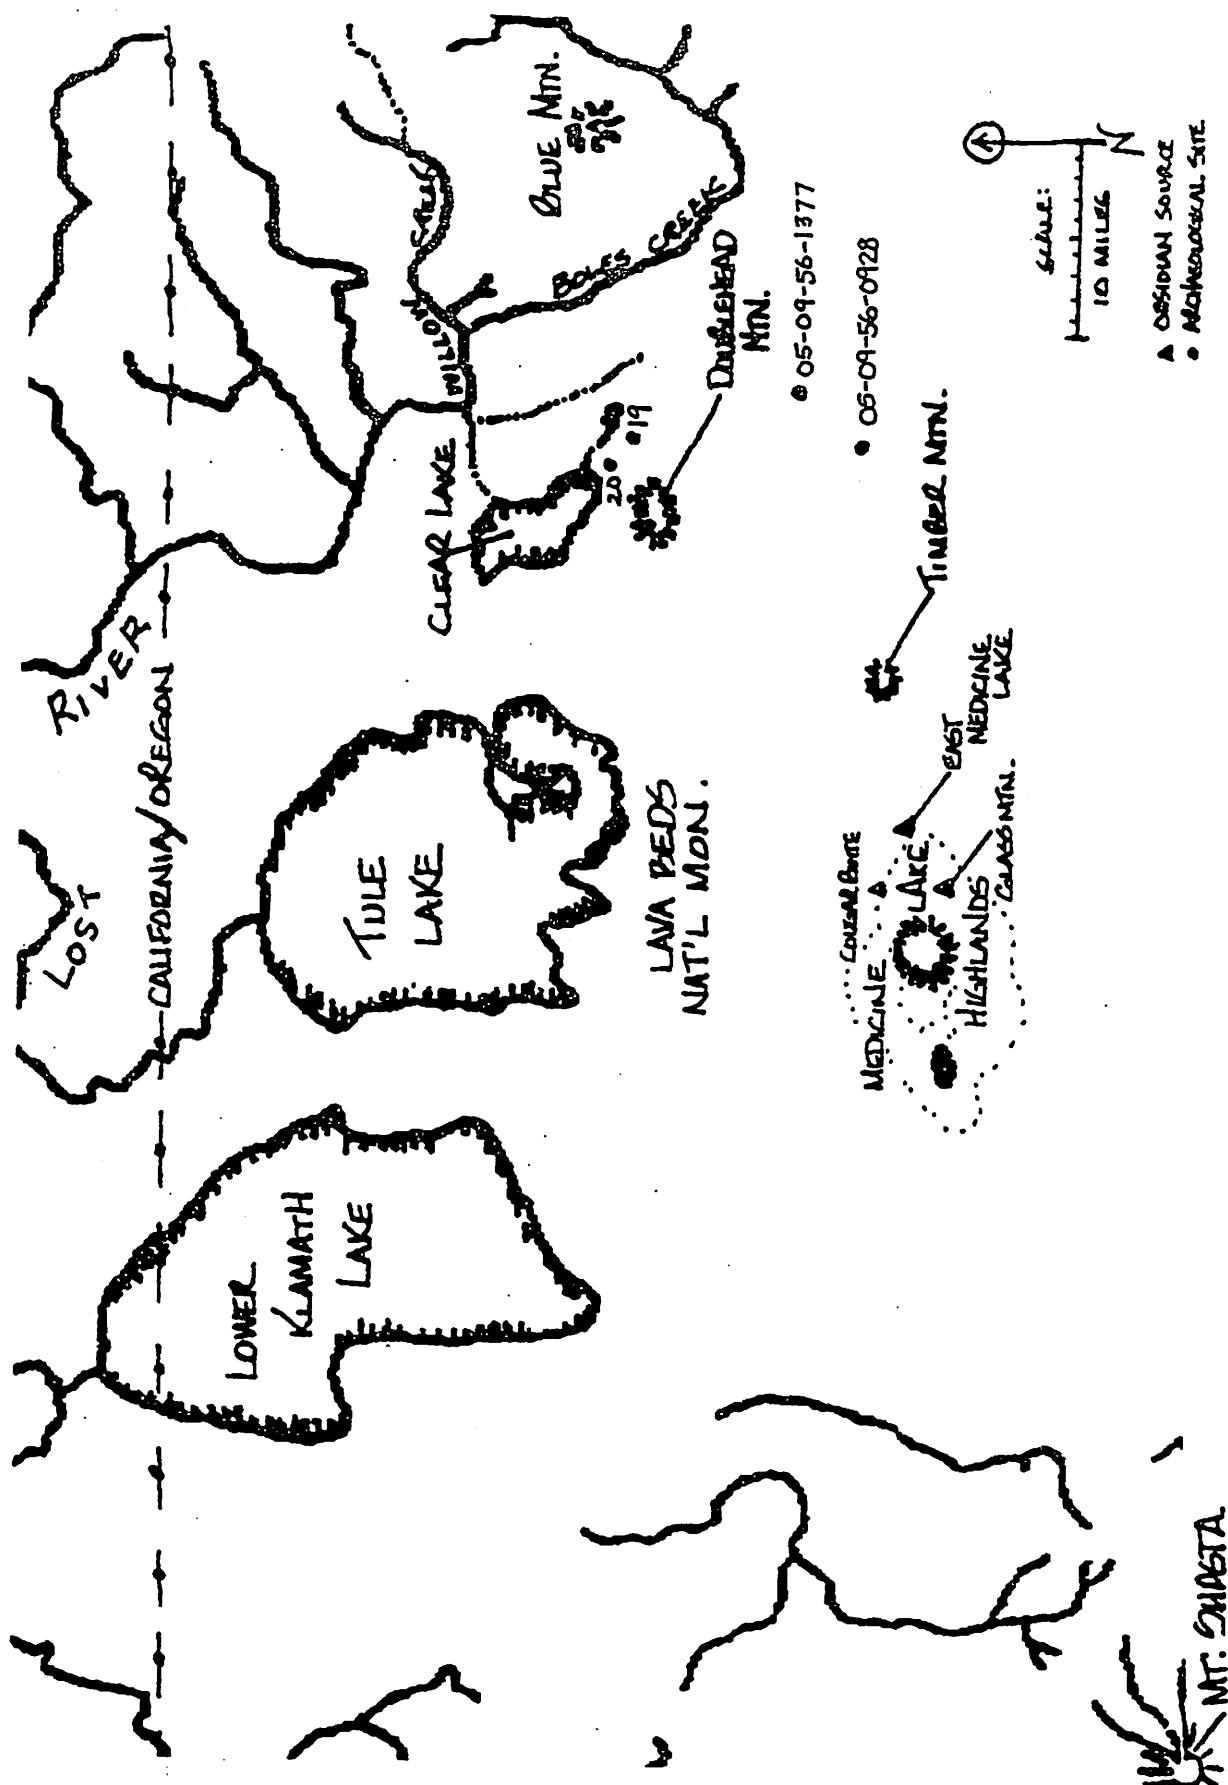 LOST
RIVER
CALIFORNIA/OREGON
LOWER
KLAMATH
LAKE
TULE
LAKE
CLEAR LAKE
WILLOW CREEK
BOLES CREEK
BLUE MTN.
20
19
DOUBLEHEAD
MTN.
LAVA BEDS
NAT'L MON.
05-09-56-1377
05-09-56-0928
COUGAR BUTTE
MEDICINE
LAKE
HIGHLANDS
GLASS MTN.
EAST
MEDICINE
LAKE
TIMBER MTN.
MT. SHASTA
SCALE:
10 MILES
N
▲ OBSIDIAN SOURCE
• ARCHAEOLOGICAL SITE